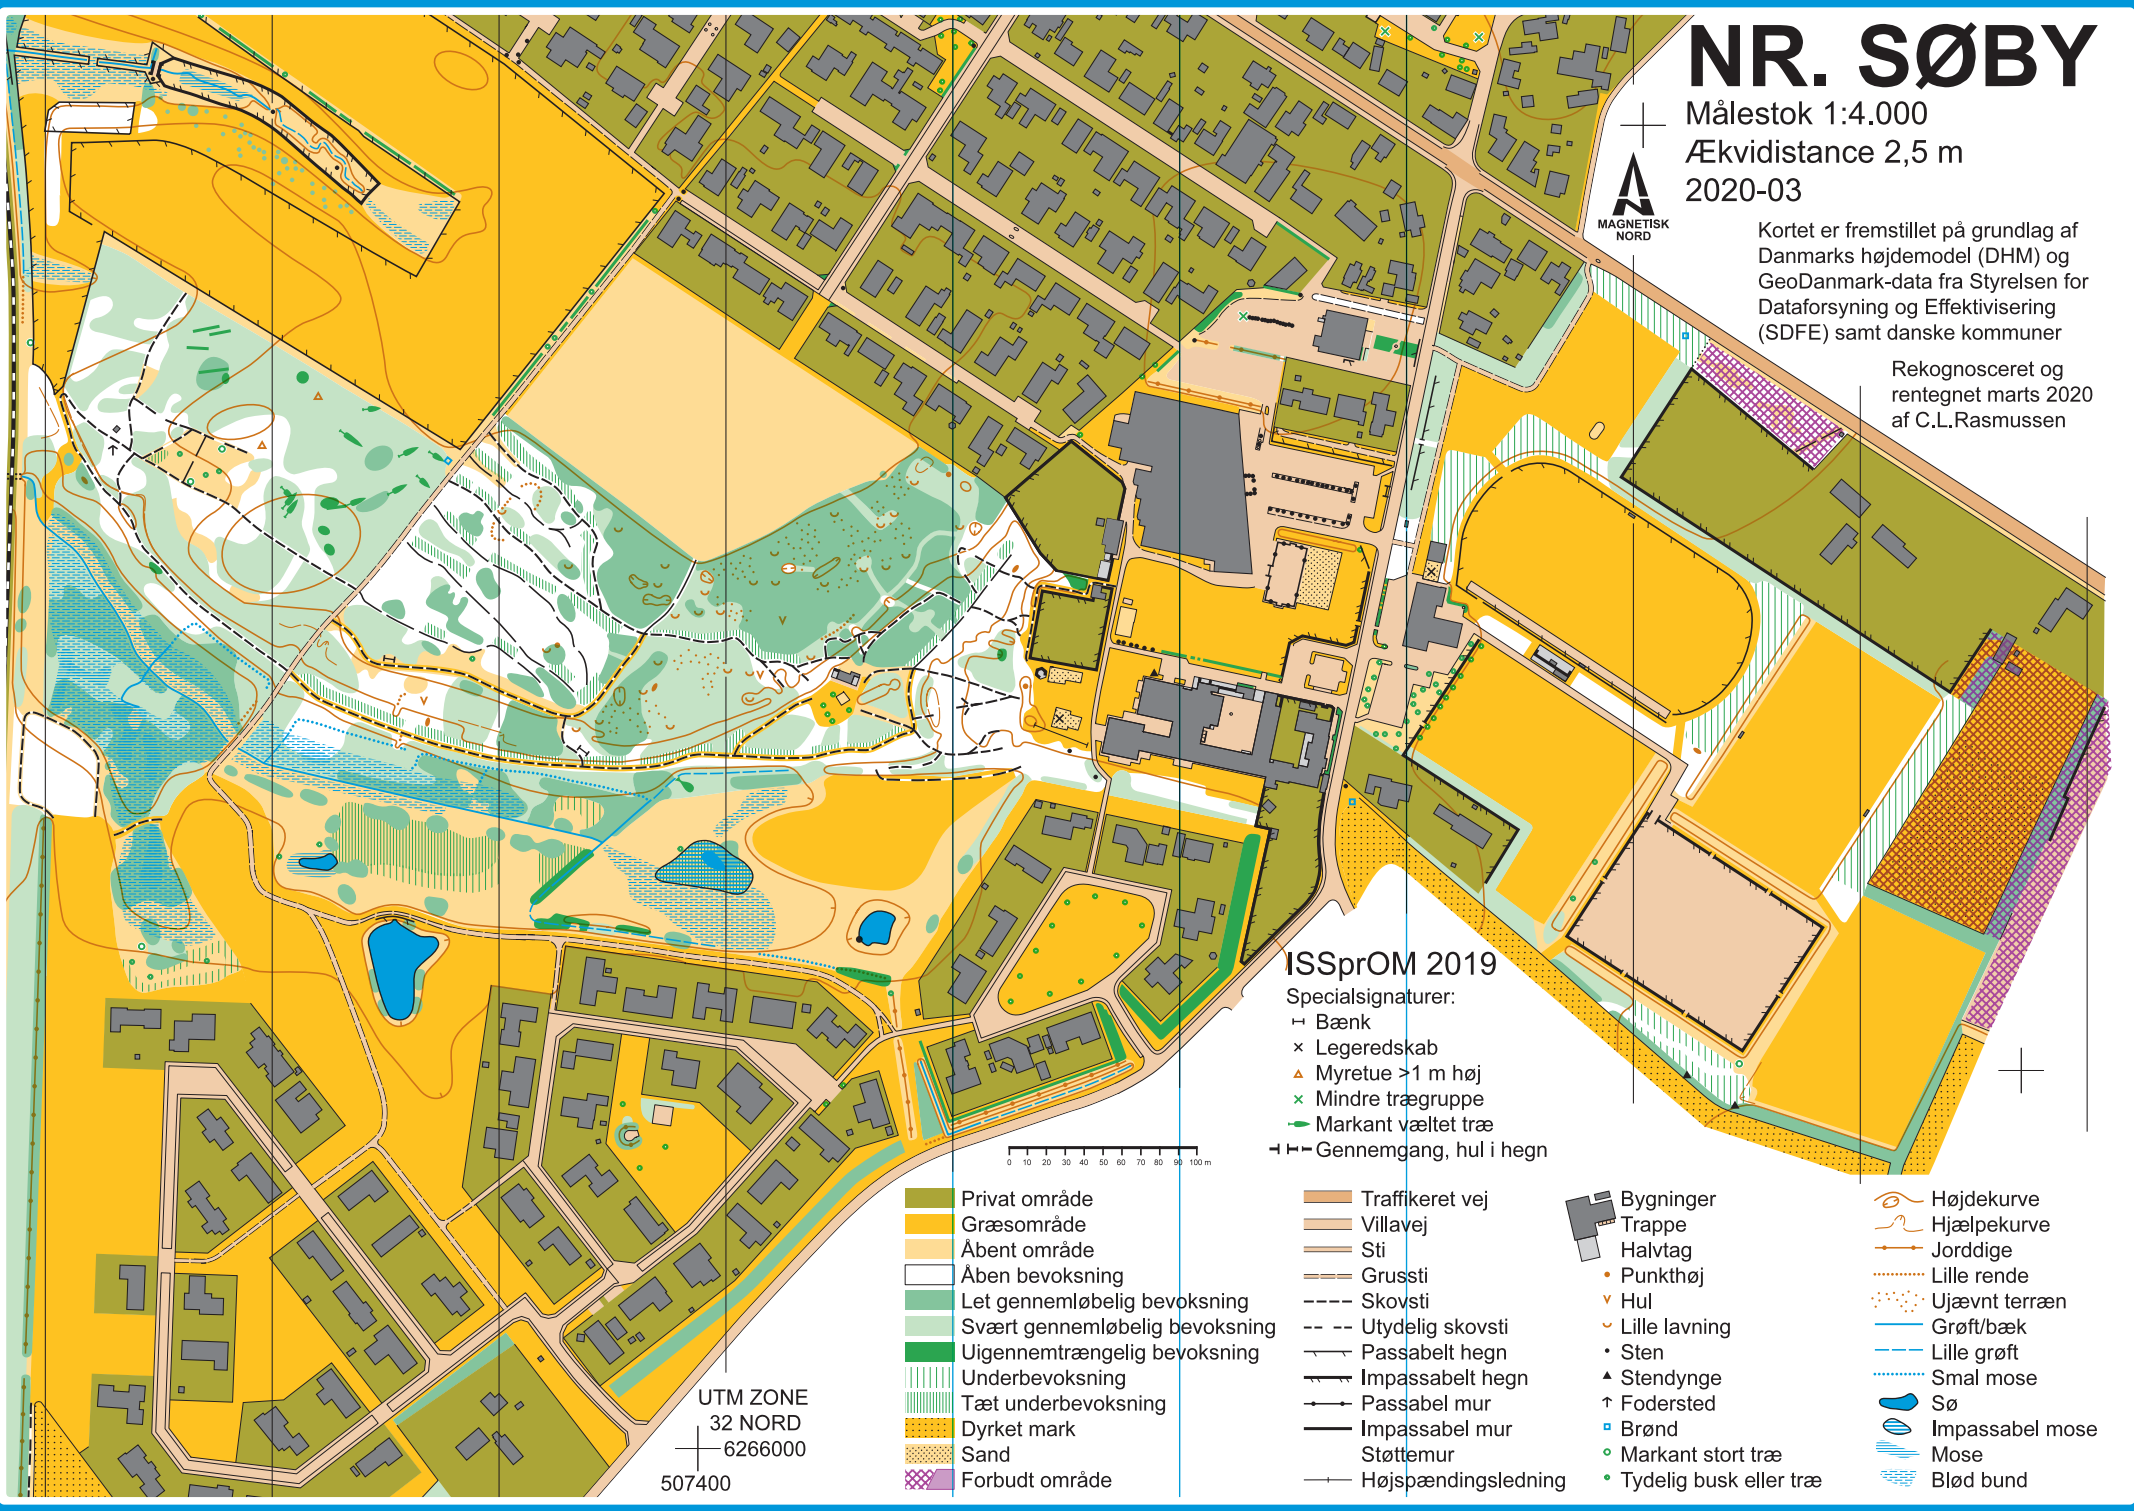 NR. SØBY
Målestok 1:4.000
Ækvidistance 2,5 m
2020-03
MAGNETISK
NORD
Kortet er fremstillet på grundlag af
Danmarks højdemodel (DHM) og
GeoDanmark-data fra Styrelsen for
Dataforsyning og Effektivisering
(SDFE) samt danske kommuner
Rekognosceret og
rentegnet marts 2020
af C.L.Rasmussen
ISSprOM 2019
Specialsignaturer:
Bænk
Legeredskab
Myretue >1 m høj
Mindre trægruppe
Markant væltet træ
Gennemgang, hul i hegn
0 10 20 30 40 50 60 70 80 90 100 m
Privat område
Græsområde
Åbent område
Åben bevoksning
Let gennemløbelig bevoksning
Svært gennemløbelig bevoksning
Uigennemtrængelig bevoksning
Underbevoksning
Tæt underbevoksning
Dyrket mark
Sand
Forbudt område
Traffikeret vej
Villavej
Sti
Grussti
Skovsti
Utydelig skovsti
Passabelt hegn
Impassabelt hegn
Passabel mur
Impassabel mur
Støttemur
Højspændingsledning
Bygninger
Trappe
Halvtag
Punkthøj
Hul
Lille lavning
Sten
Stendynge
Fodersted
Brønd
Markant stort træ
Tydelig busk eller træ
Højdekurve
Hjælpekurve
Jorddige
Lille rende
Ujævnt terræn
Grøft/bæk
Lille grøft
Smal mose
Sø
Impassabel mose
Mose
Blød bund
UTM ZONE
32 NORD
6266000
507400